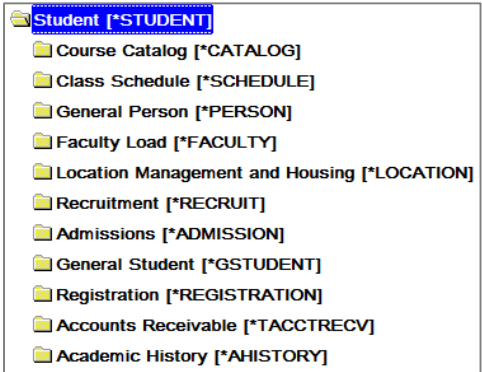 Student [*STUDENT]
Course Catalog [*CATALOG]
Class Schedule [*SCHEDULE]
General Person [*PERSON]
Faculty Load [*FACULTY]
Location Management and Housing [*LOCATION]
Recruitment [*RECRUIT]
Admissions [*ADMISSION]
General Student [*GSTUDENT]
Registration [*REGISTRATION]
Accounts Receivable [*TACCTRECV]
Academic History [*AHISTORY]